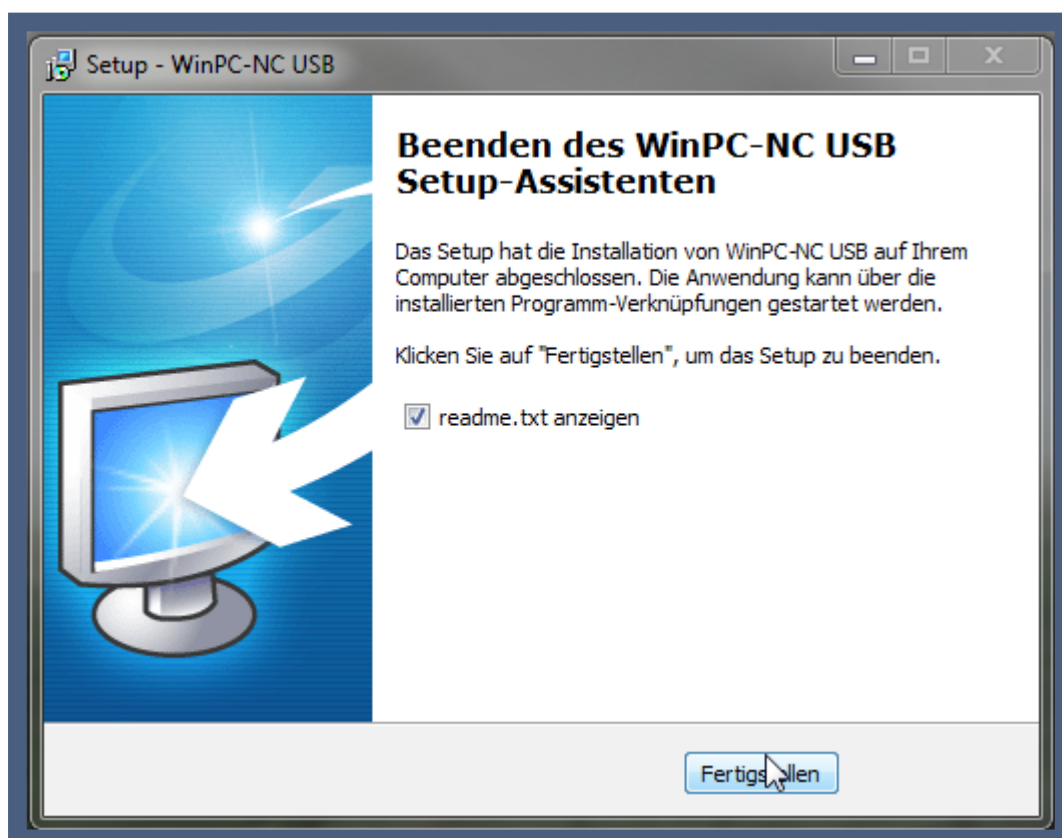 Setup - WinPC-NC USB
Beenden des WinPC-NC USB
Setup-Assistenten
Das Setup hat die Installation von WinPC-NC USB auf Ihrem
Computer abgeschlossen. Die Anwendung kann über die
installierten Programm-Verknüpfungen gestartet werden.
Klicken Sie auf "Fertigstellen", um das Setup zu beenden.
readme.txt anzeigen
Fertigstellen